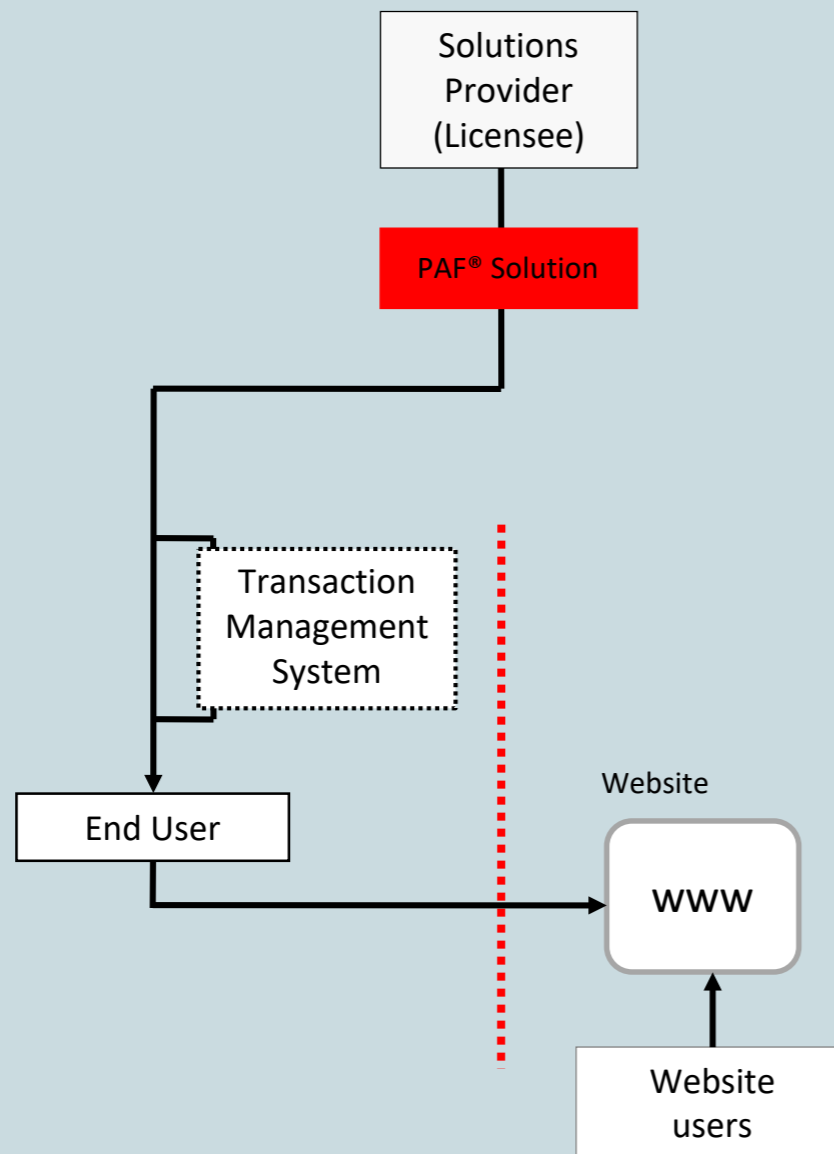 Solutions
Provider
(Licensee)
PAF® Solution
Transaction
Management
System
Website
End User
www
Website
users